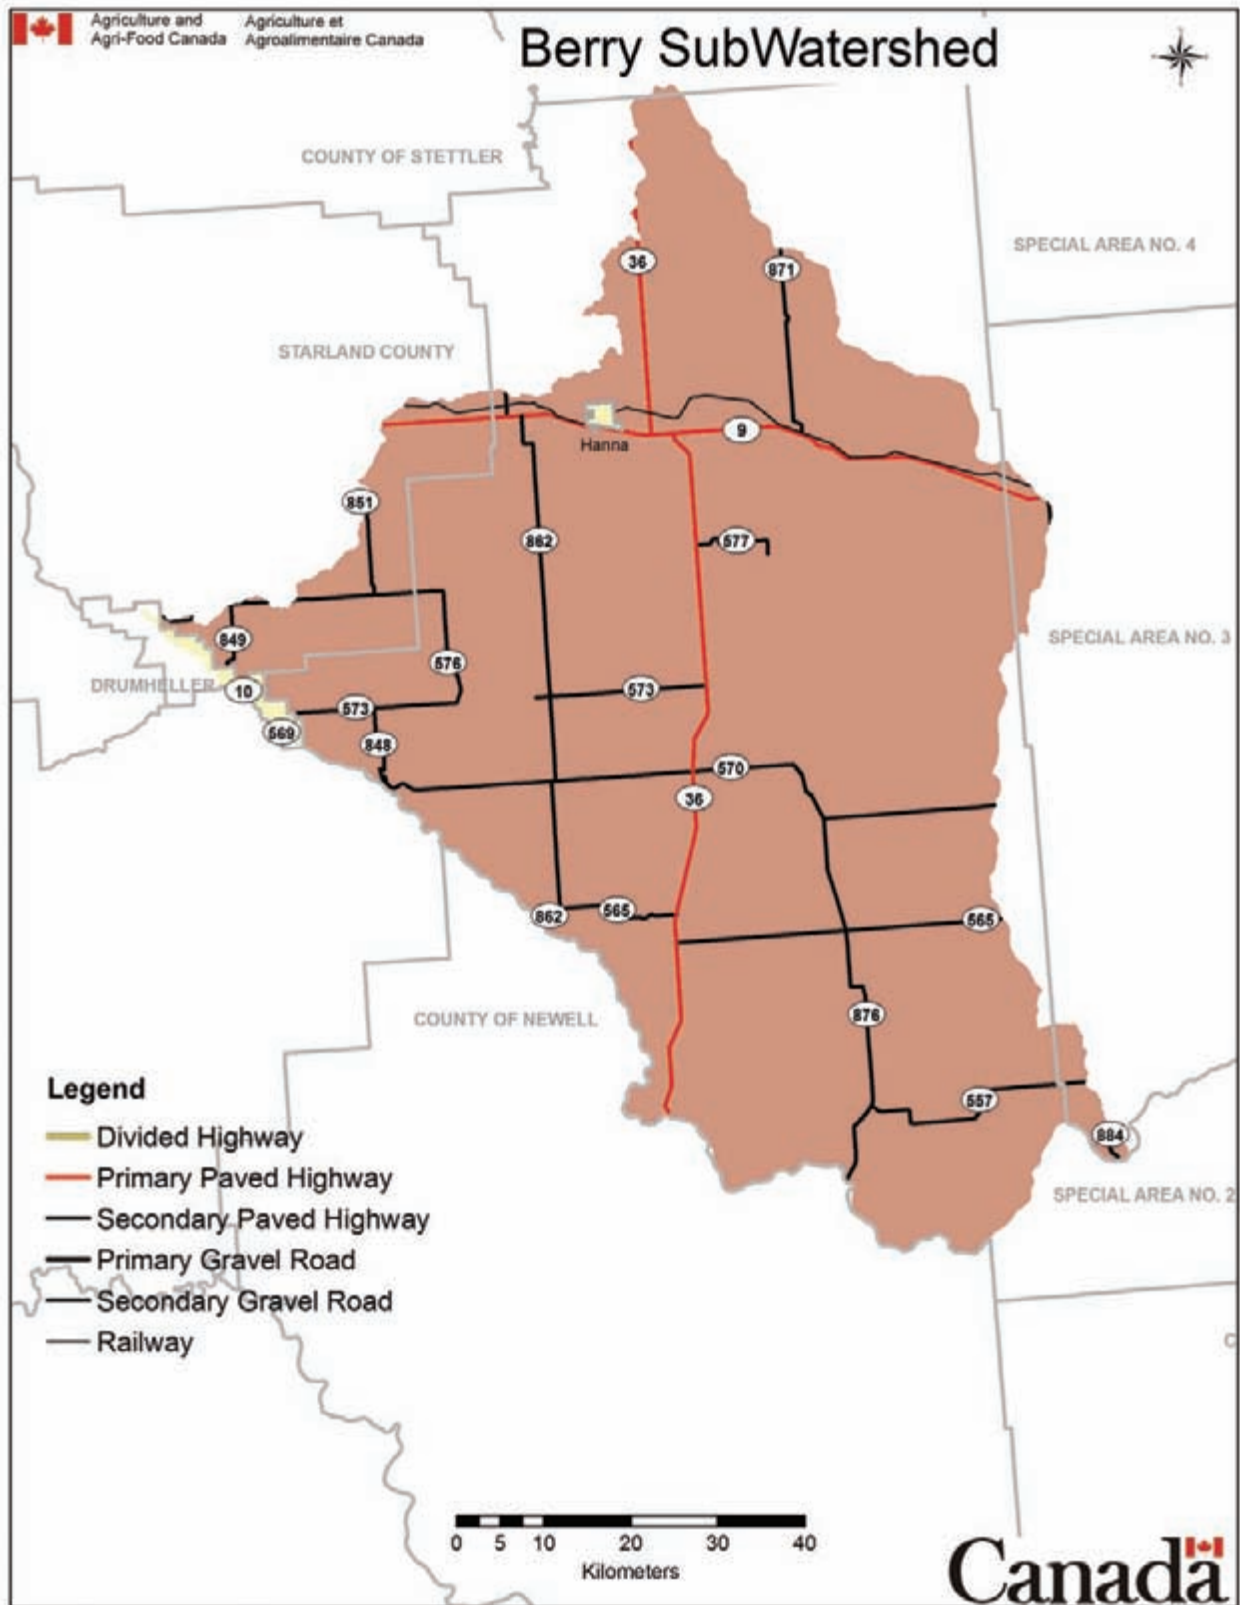 Agriculture and Agriculture et
Agri-Food Canada Agroalimentaire Canada
Berry SubWatershed
COUNTY OF STETTLER
SPECIAL AREA NO. 4
36
871
STARLAND COUNTY
9
Hanna
851
862
577
849
SPECIAL AREA NO. 3
576
DRUMHELLER
10
573
573
569
848
570
36
862
565
565
876
COUNTY OF NEWELL
557
884
SPECIAL AREA NO. 2
Legend
Divided Highway
Primary Paved Highway
Secondary Paved Highway
Primary Gravel Road
Secondary Gravel Road
Railway
C
0 5 10 20 30 40
Kilometers
Canada